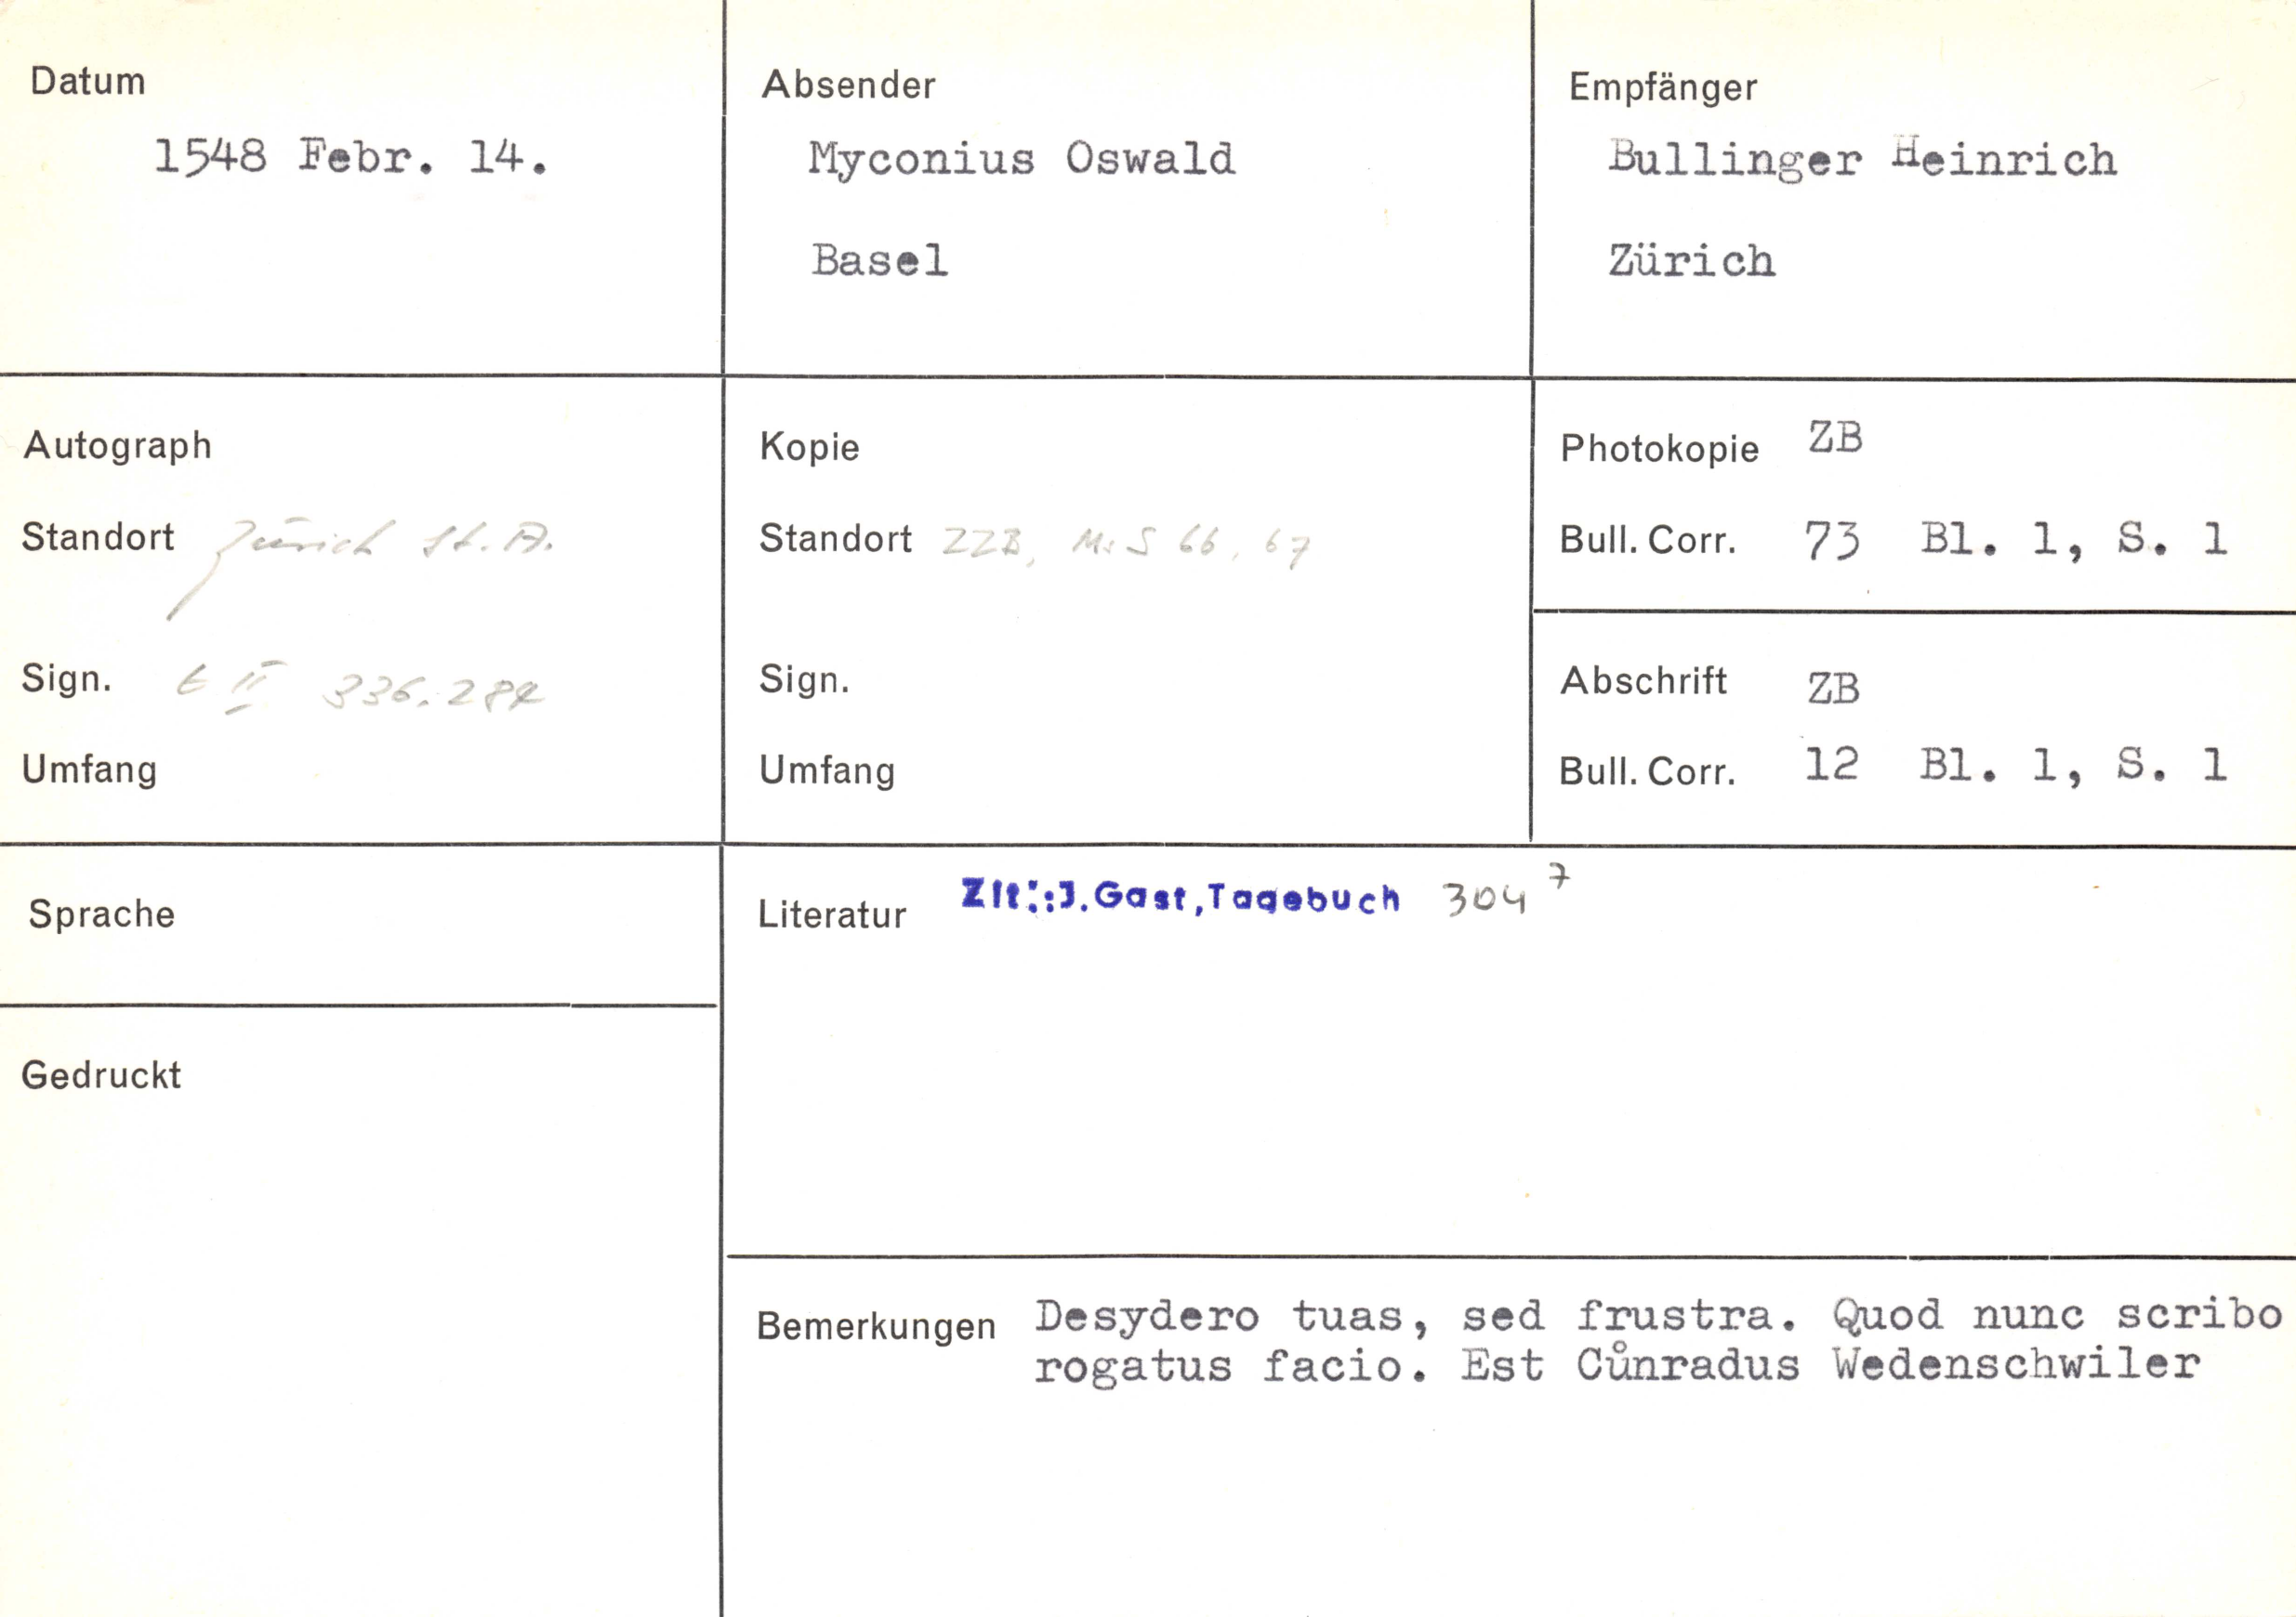 Datum
1548 Febr. 14.
Absender
Myconius Oswald
Basel
Empfänger
Bullinger Heinrich
Zürich
Autograph
Standort Zürich St. A.
Sign. E II 336.284
Umfang
Kopie
Standort ZZB, Ms S 66, 67
Sign.
Umfang
Photokopie ZB
Bull. Corr. 73 Bl. 1, S. 1
Abschrift ZB
Bull. Corr. 12 Bl. 1, S. 1
Sprache
Gedruckt
Literatur Zit.::J.Gast,Tagebuch 304 7
Bemerkungen Desydero tuas, sed frustra. Quod nunc scribo
rogatus facio. Est Cůnradus Wedenschwiler